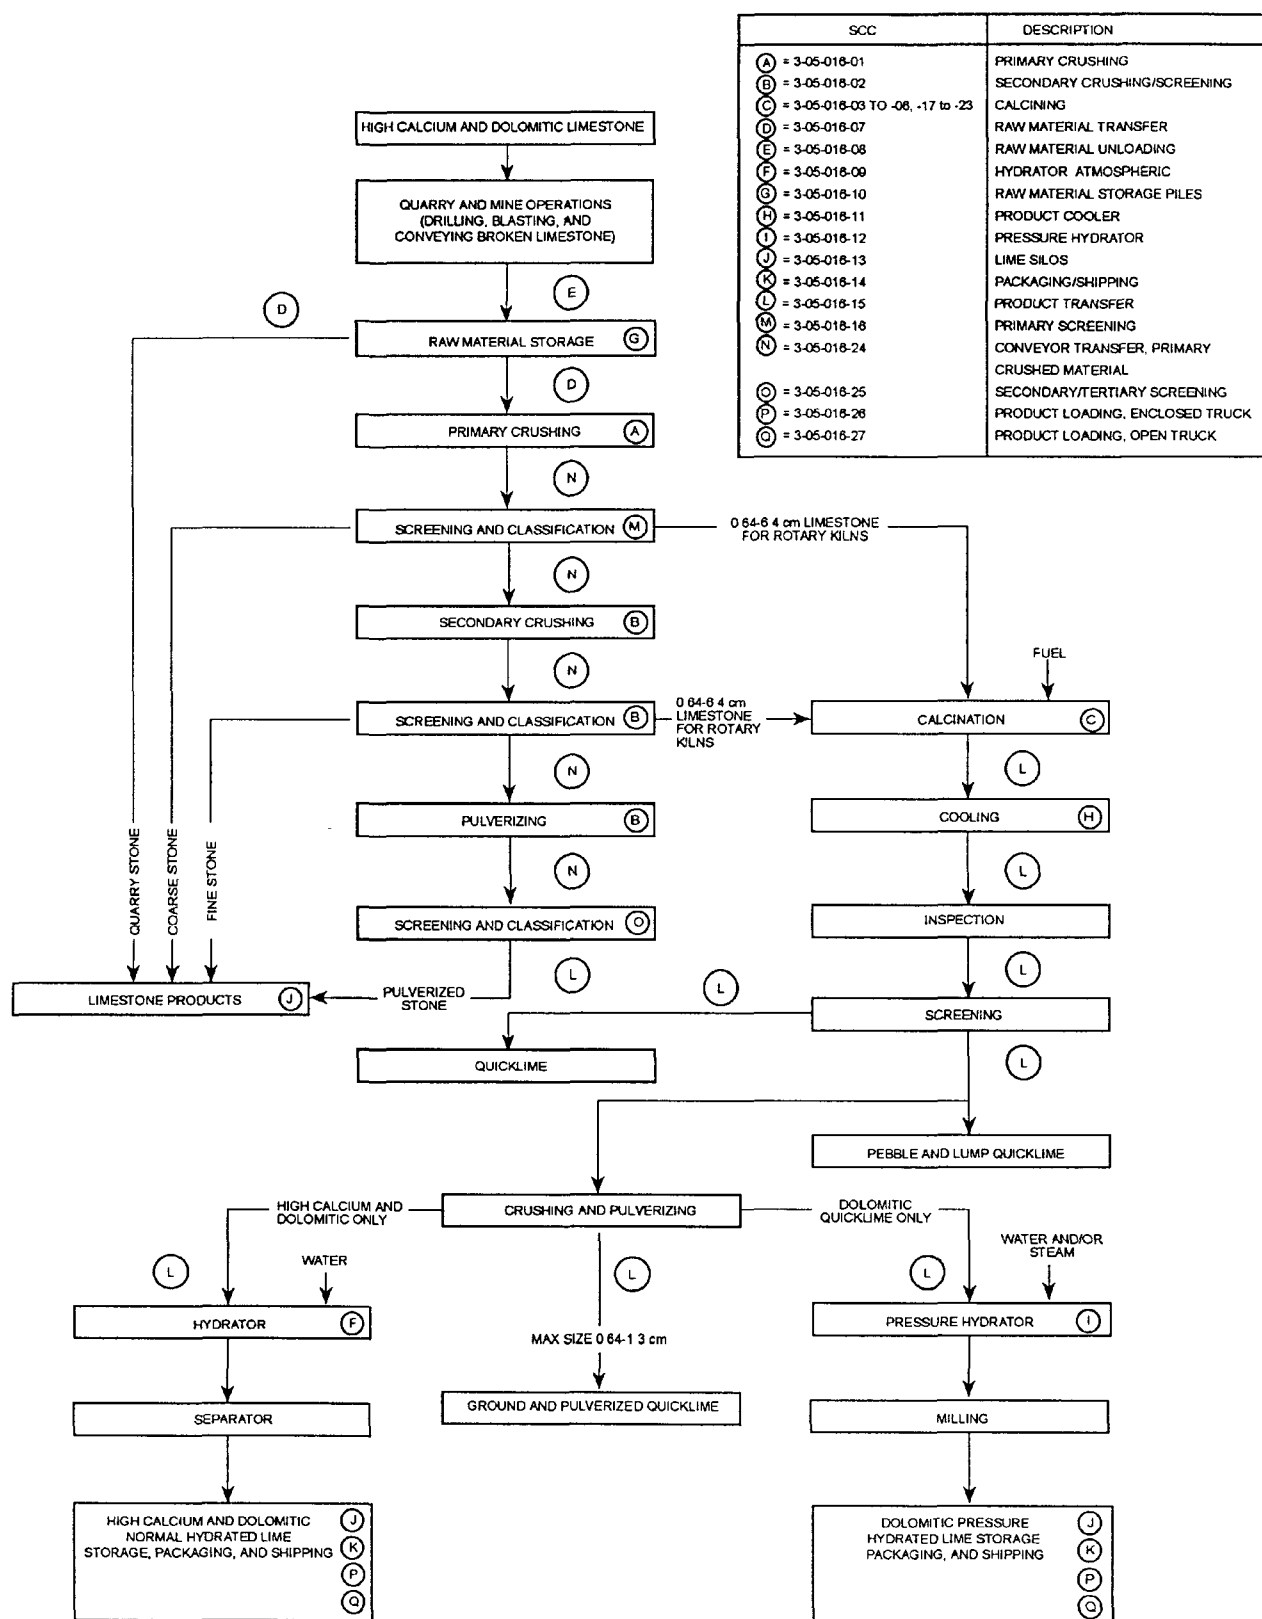 SCC DESCRIPTION
A = 3-05-016-01 PRIMARY CRUSHING
B = 3-05-016-02 SECONDARY CRUSHING/SCREENING
C = 3-05-016-03 TO -06, -17 to -23 CALCINING
D = 3-05-016-07 RAW MATERIAL TRANSFER
E = 3-05-016-08 RAW MATERIAL UNLOADING
F = 3-05-016-09 HYDRATOR ATMOSPHERIC
G = 3-05-016-10 RAW MATERIAL STORAGE PILES
H = 3-05-016-11 PRODUCT COOLER
I = 3-05-016-12 PRESSURE HYDRATOR
J = 3-05-016-13 LIME SILOS
K = 3-05-016-14 PACKAGING/SHIPPING
L = 3-05-016-15 PRODUCT TRANSFER
M = 3-05-016-16 PRIMARY SCREENING
N = 3-05-016-24 CONVEYOR TRANSFER, PRIMARY
CRUSHED MATERIAL
O = 3-05-016-25 SECONDARY/TERTIARY SCREENING
P = 3-05-016-26 PRODUCT LOADING, ENCLOSED TRUCK
Q = 3-05-016-27 PRODUCT LOADING, OPEN TRUCK
HIGH CALCIUM AND DOLOMITIC LIMESTONE
QUARRY AND MINE OPERATIONS
(DRILLING, BLASTING, AND
CONVEYING BROKEN LIMESTONE)
D
E
RAW MATERIAL STORAGE G
D
PRIMARY CRUSHING A
N
SCREENING AND CLASSIFICATION M
0 64-6 4 cm LIMESTONE
FOR ROTARY KILNS
N
SECONDARY CRUSHING B
N
FUEL
SCREENING AND CLASSIFICATION B
0 64-6 4 cm
LIMESTONE
FOR ROTARY
KILNS
CALCINATION C
N
L
PULVERIZING B
COOLING H
QUARRY STONE
COARSE STONE
FINE STONE
N
L
SCREENING AND CLASSIFICATION O
INSPECTION
L
L
L
LIMESTONE PRODUCTS J
PULVERIZED
STONE
SCREENING
QUICKLIME
L
PEBBLE AND LUMP QUICKLIME
HIGH CALCIUM AND
DOLOMITIC ONLY
CRUSHING AND PULVERIZING
DOLOMITIC
QUICKLIME ONLY
WATER
WATER AND/OR
STEAM
L
L
L
HYDRATOR F
PRESSURE HYDRATOR I
MAX SIZE 0 64-1 3 cm
SEPARATOR
GROUND AND PULVERIZED QUICKLIME
MILLING
HIGH CALCIUM AND DOLOMITIC
NORMAL HYDRATED LIME
STORAGE, PACKAGING, AND SHIPPING
J
K
P
Q
DOLOMITIC PRESSURE
HYDRATED LIME STORAGE
PACKAGING, AND SHIPPING
J
K
P
Q